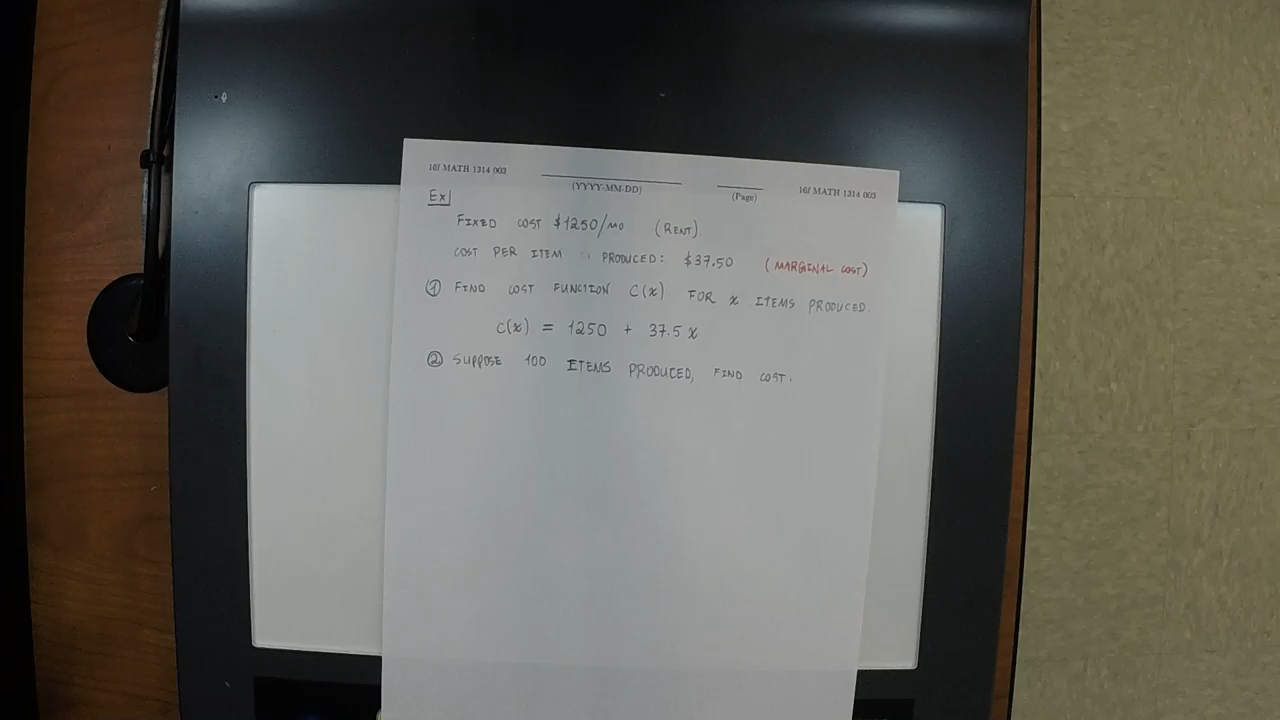 16f MATH 1314 003 (YYYY-MM-DD) (Page) 16f MATH 1314 003
Ex
FIXED COST $1250/MO (RENT).
COST PER ITEM PRODUCED: $37.50 (MARGINAL COST)
① FIND COST FUNCTION C(x) FOR x ITEMS PRODUCED.
C(x) = 1250 + 37.5 x
② SUPPOSE 100 ITEMS PRODUCED, FIND COST.